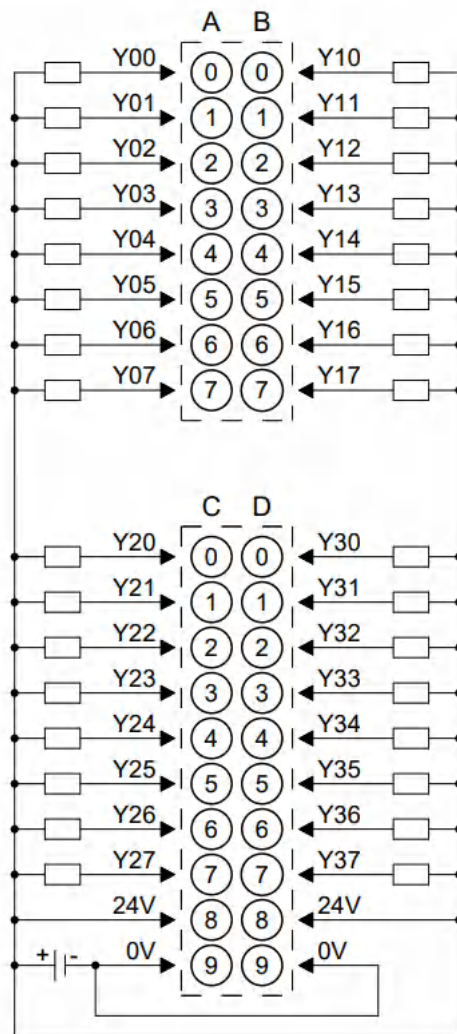 A B
Y00 0 0 Y10
Y01 1 1 Y11
Y02 2 2 Y12
Y03 3 3 Y13
Y04 4 4 Y14
Y05 5 5 Y15
Y06 6 6 Y16
Y07 7 7 Y17
C D
Y20 0 0 Y30
Y21 1 1 Y31
Y22 2 2 Y32
Y23 3 3 Y33
Y24 4 4 Y34
Y25 5 5 Y35
Y26 6 6 Y36
Y27 7 7 Y37
24V 8 8 24V
+ - 0V 9 9 0V